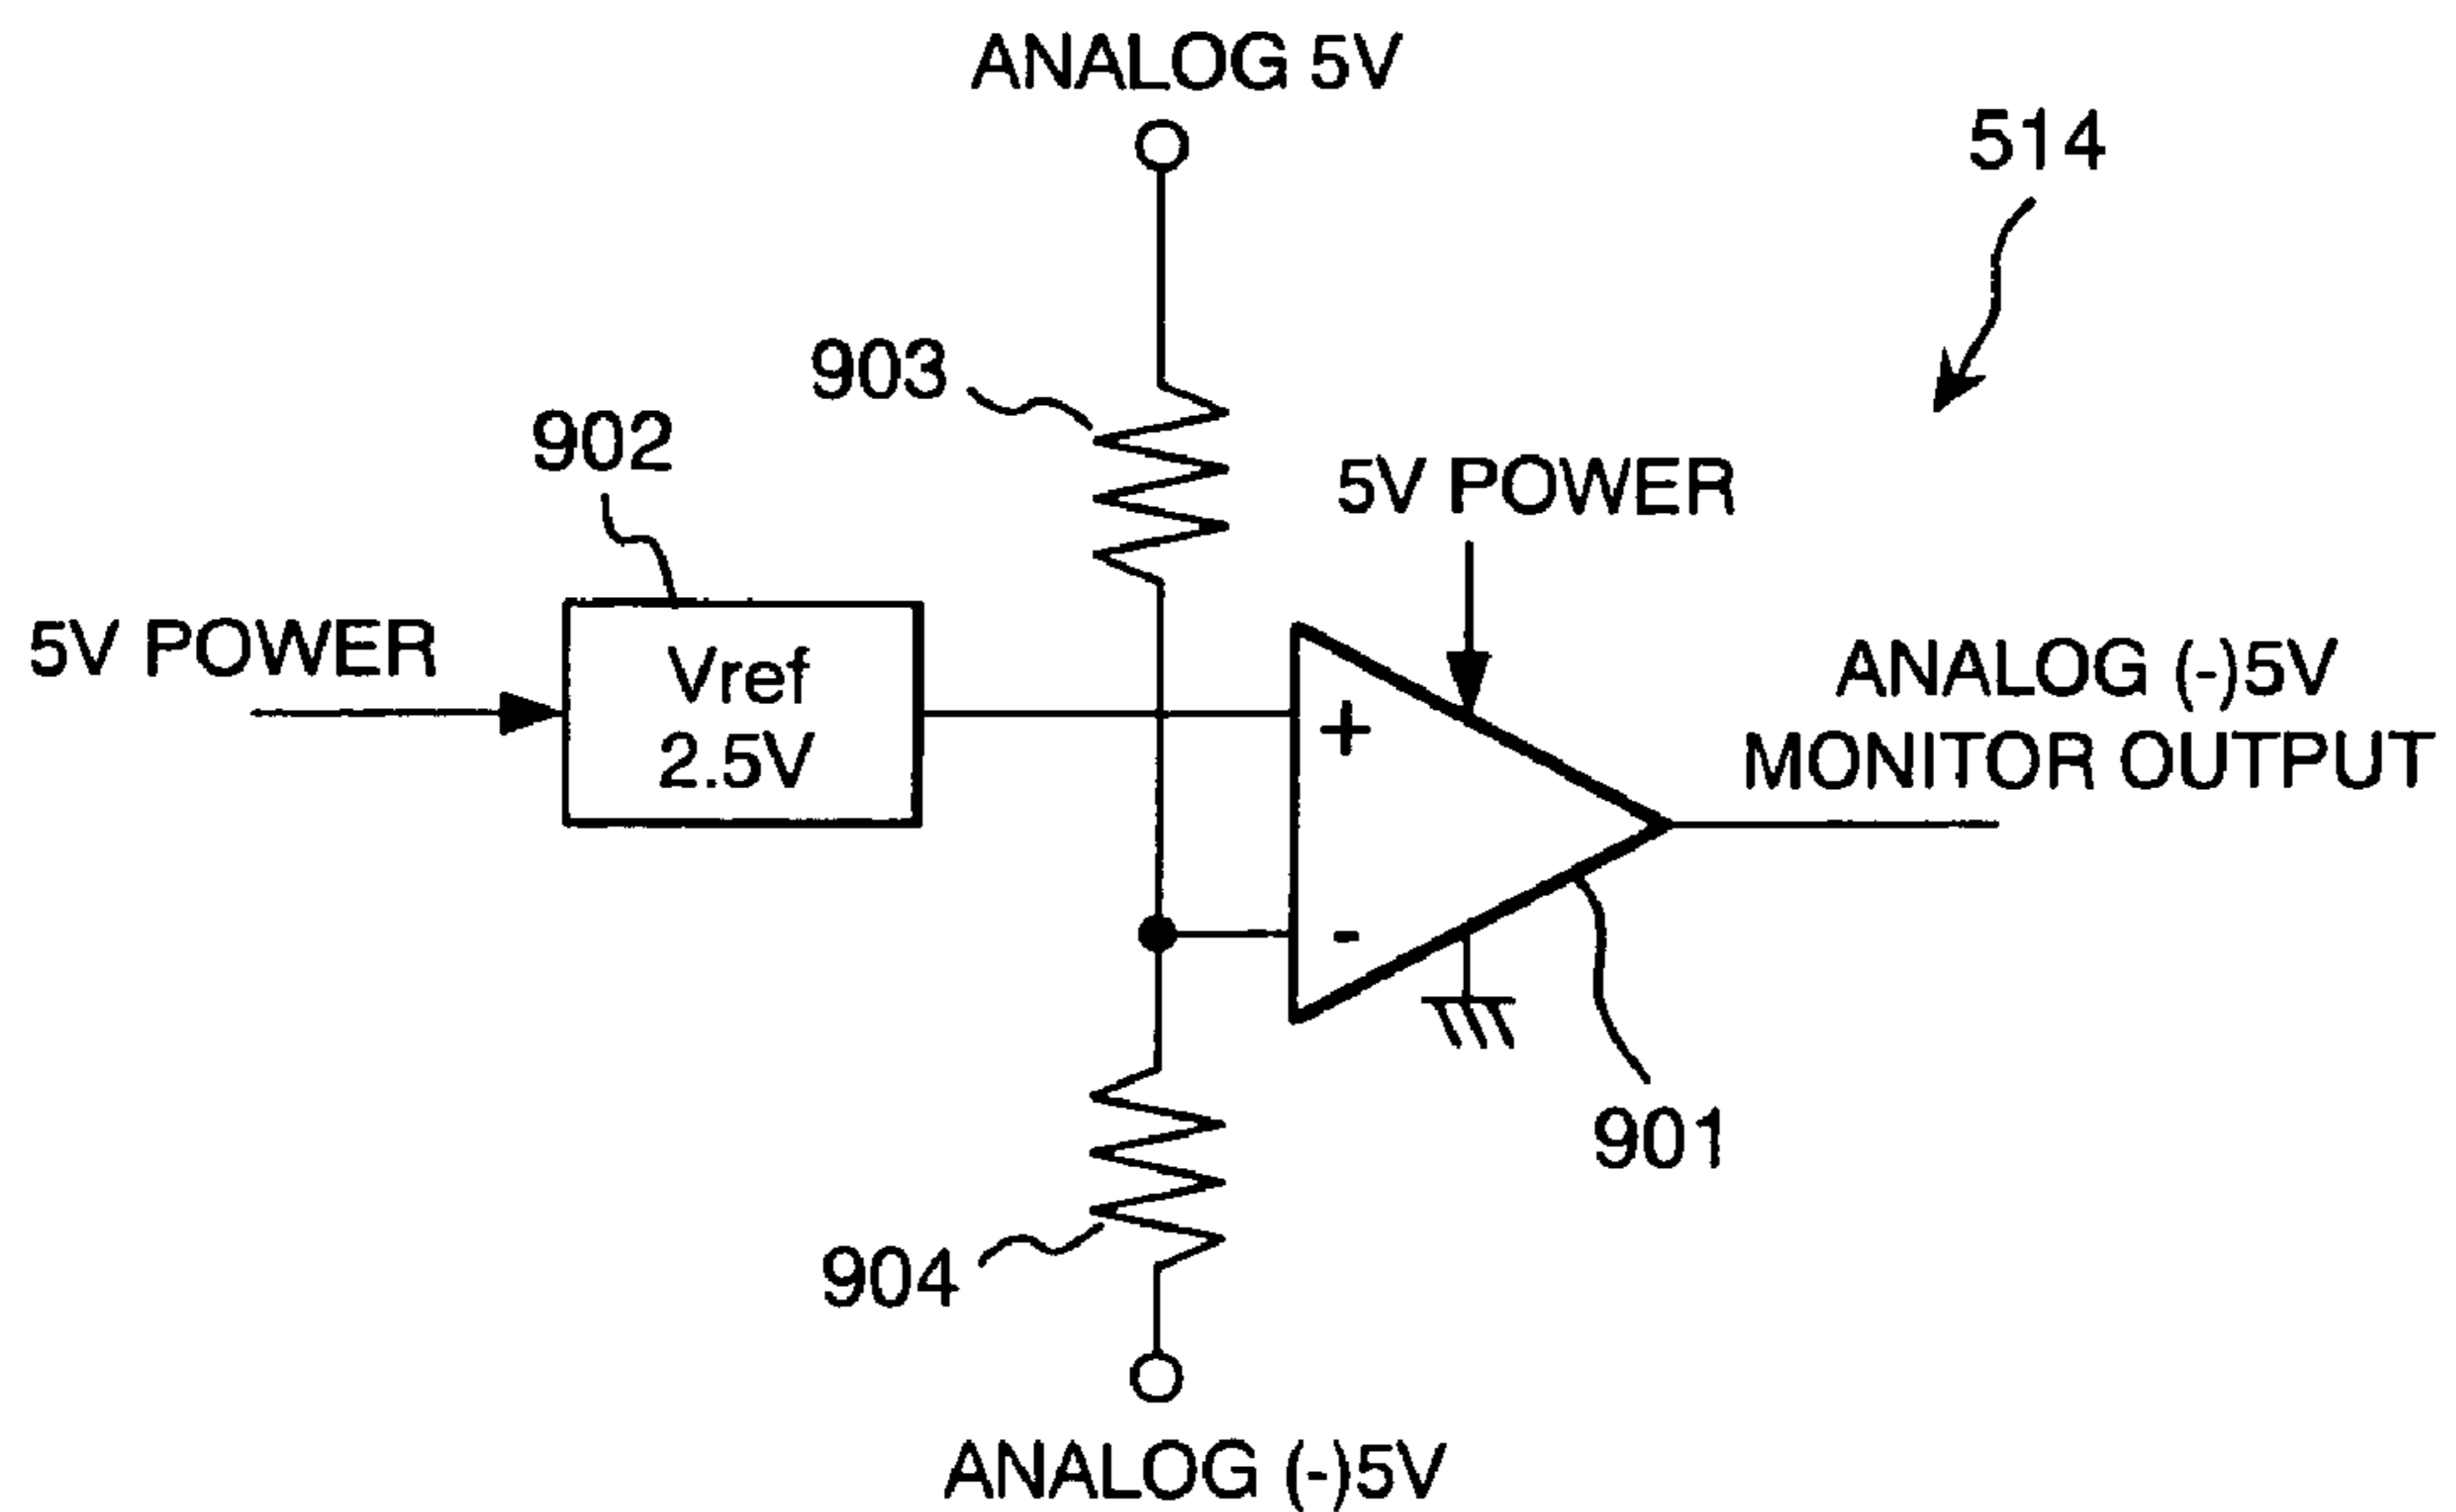 ANALOG 5V
514
903
902
5V POWER
5V POWER
Vref
2.5V
+
ANALOG (-)5V
MONITOR OUTPUT
-
901
904
ANALOG (-)5V